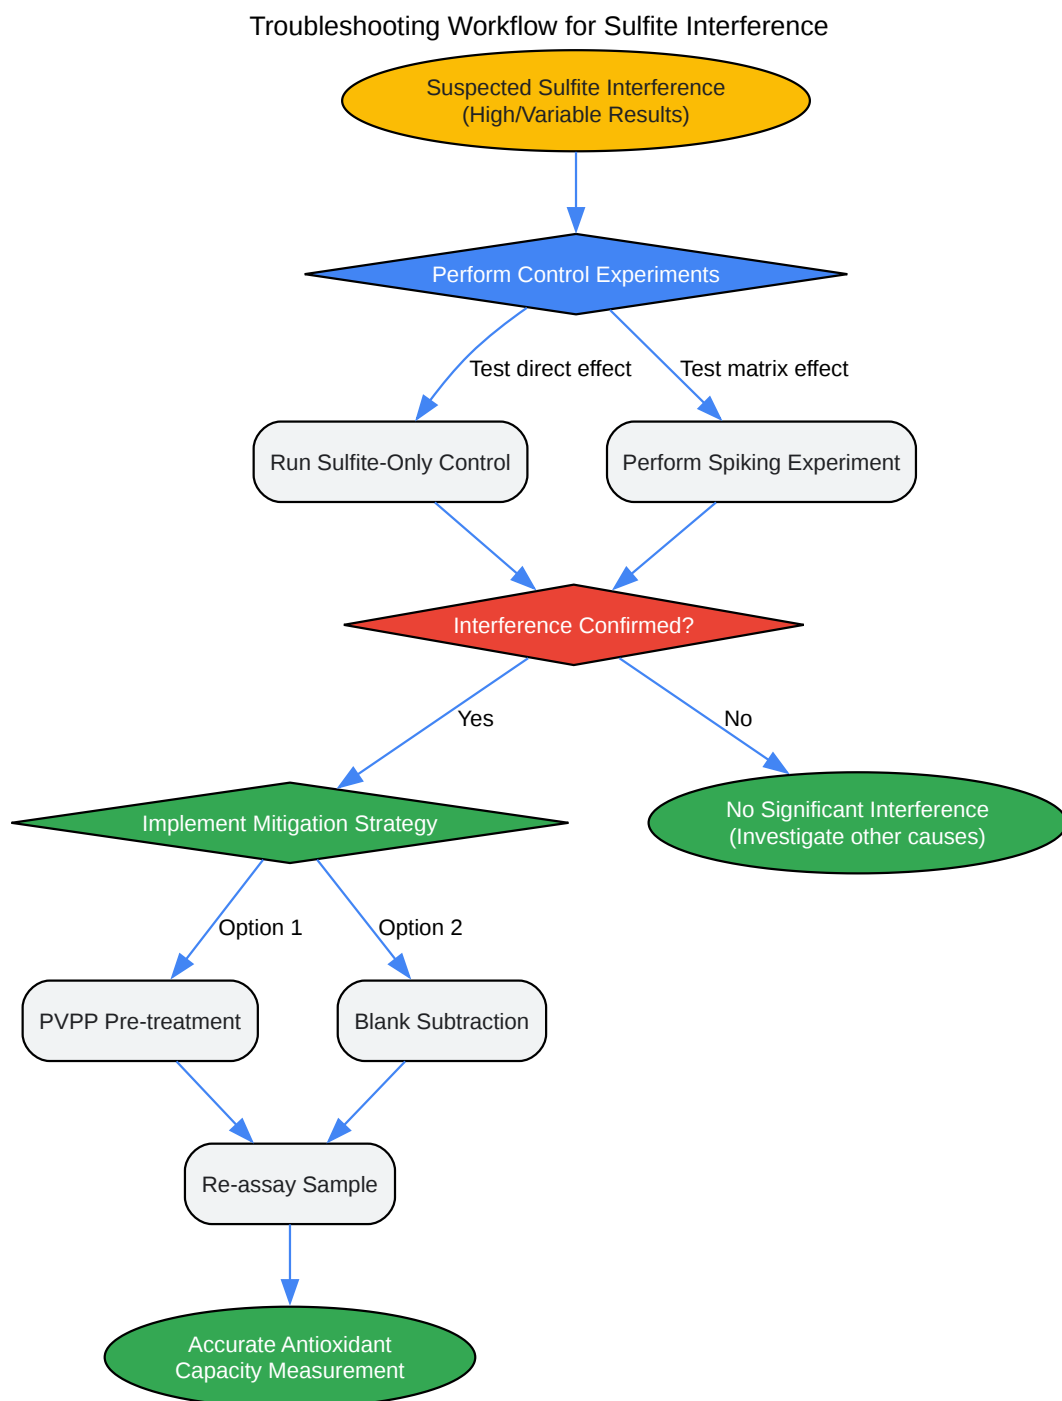 Troubleshooting Workflow for Sulfite Interference
Suspected Sulfite Interference
(High/Variable Results)
Perform Control Experiments
Test direct effect
Test matrix effect
Run Sulfite-Only Control
Perform Spiking Experiment
Interference Confirmed?
Yes
No
Implement Mitigation Strategy
No Significant Interference
(Investigate other causes)
Option 1
Option 2
PVPP Pre-treatment
Blank Subtraction
Re-assay Sample
Accurate Antioxidant
Capacity Measurement